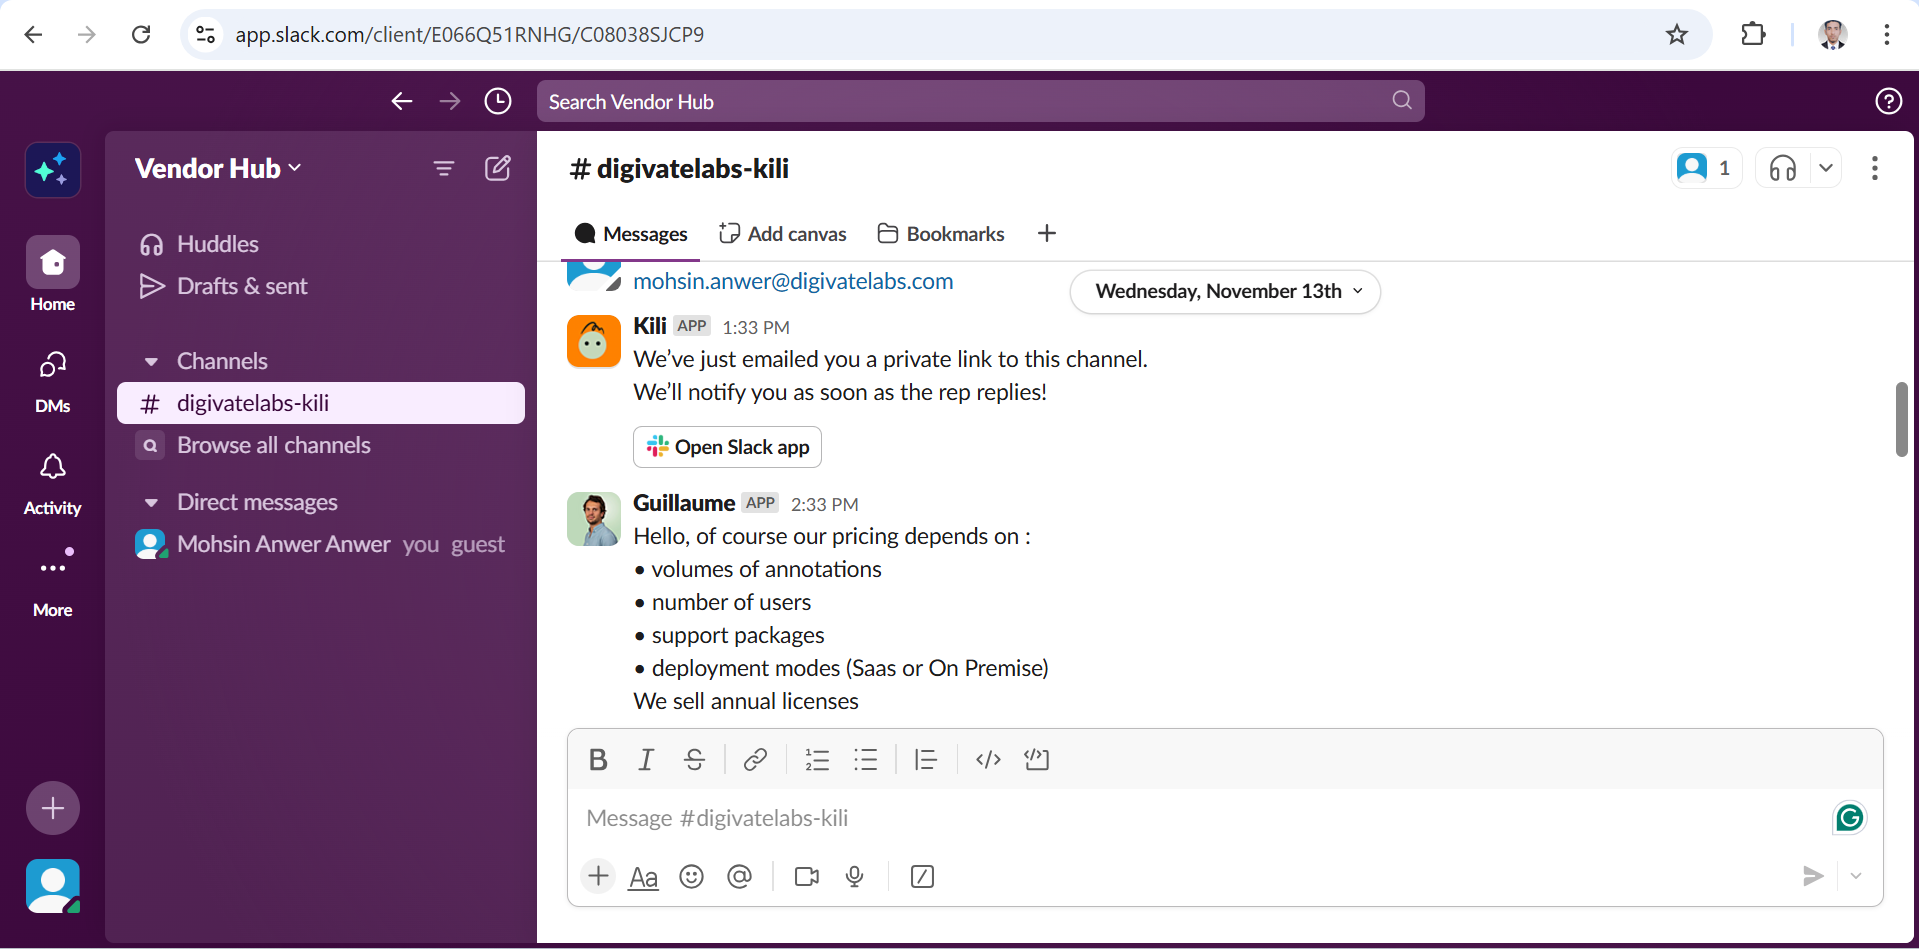 app.slack.com/client/E066Q51RNHG/C08038SJCP9
Search Vendor Hub
Vendor Hub
Huddles
Drafts & sent
Channels
# digivatelabs-kili
Browse all channels
Direct messages
Mohsin Anwer Anwer you guest
Home
DMs
Activity
More
# digivatelabs-kili
1
Messages
Add canvas
Bookmarks
mohsin.anwer@digivatelabs.com
Wednesday, November 13th
Kili APP 1:33 PM
We’ve just emailed you a private link to this channel.
We’ll notify you as soon as the rep replies!
Open Slack app
Guillaume APP 2:33 PM
Hello, of course our pricing depends on :
• volumes of annotations
• number of users
• support packages
• deployment modes (Saas or On Premise)
We sell annual licenses
Message #digivatelabs-kili
Aa